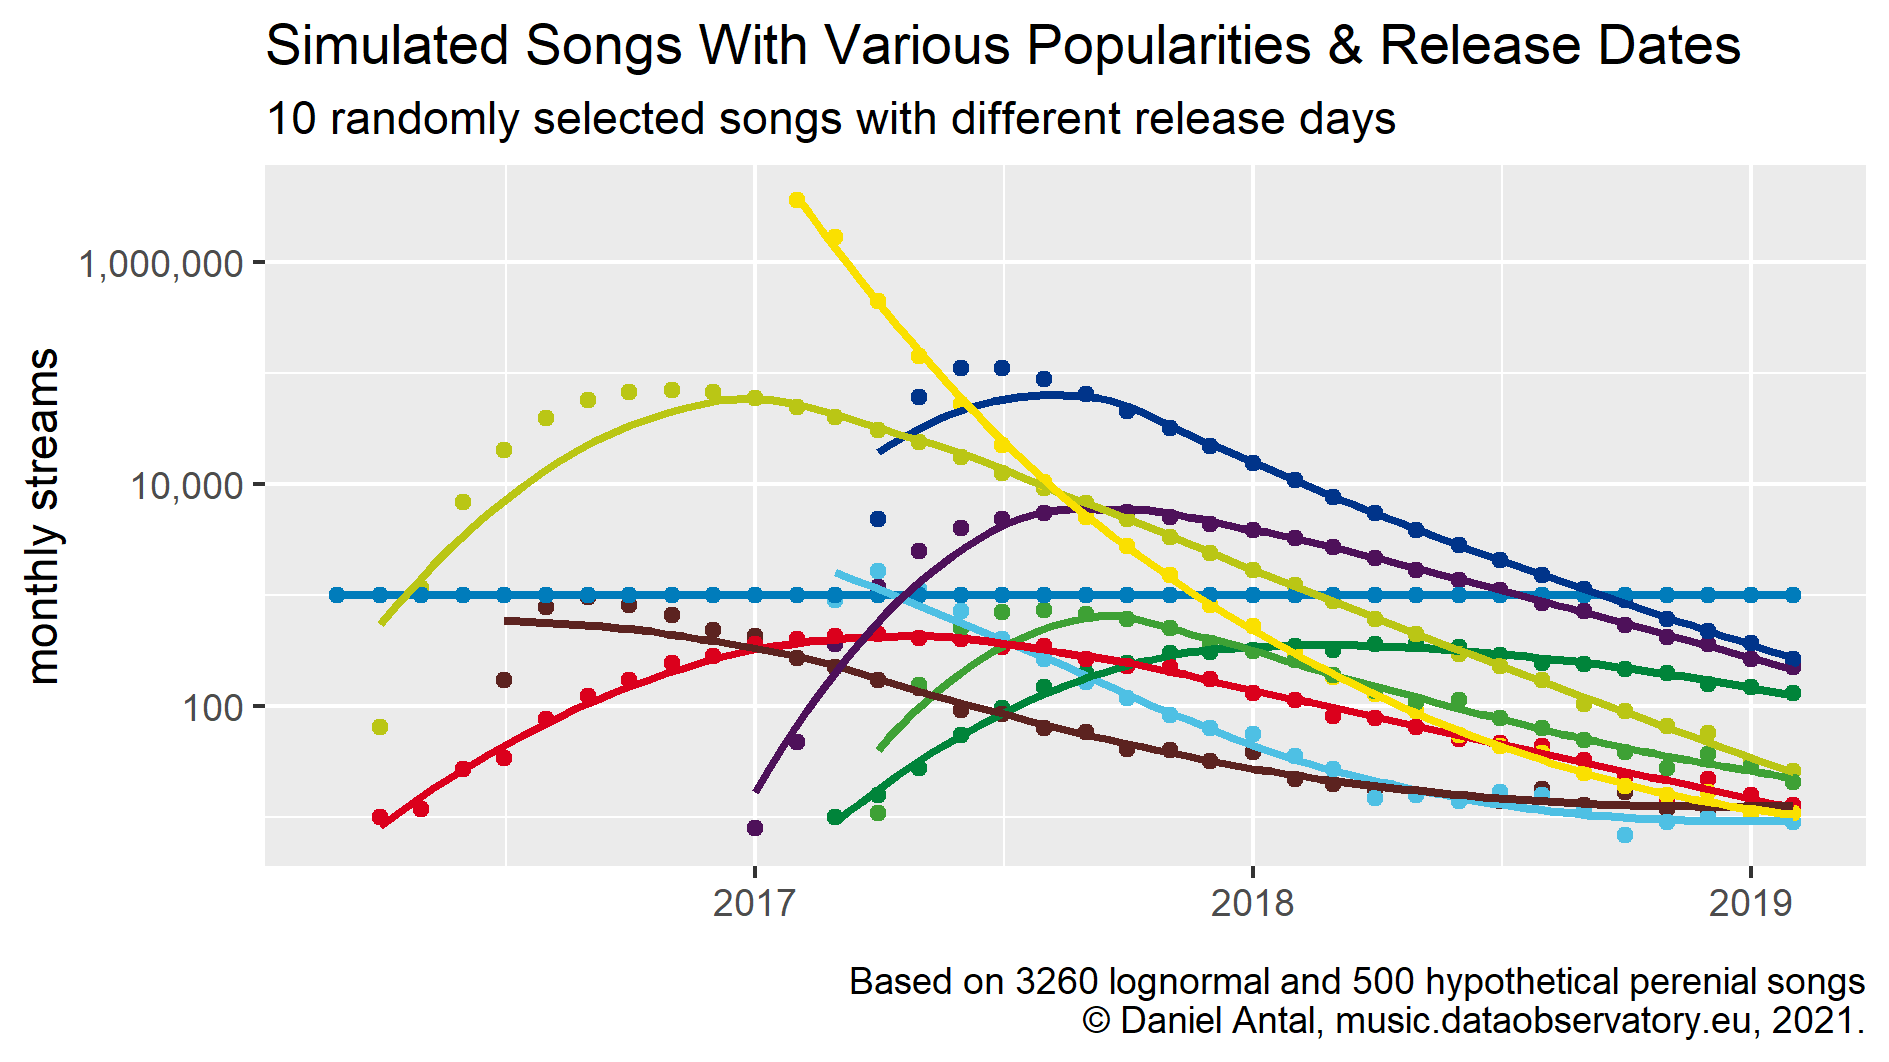 Simulated Songs With Various Popularities & Release Dates
10 randomly selected songs with different release days
monthly streams
1,000,000
10,000
100
2017
2018
2019
Based on 3260 lognormal and 500 hypothetical perenial songs
© Daniel Antal, music.dataobservatory.eu, 2021.